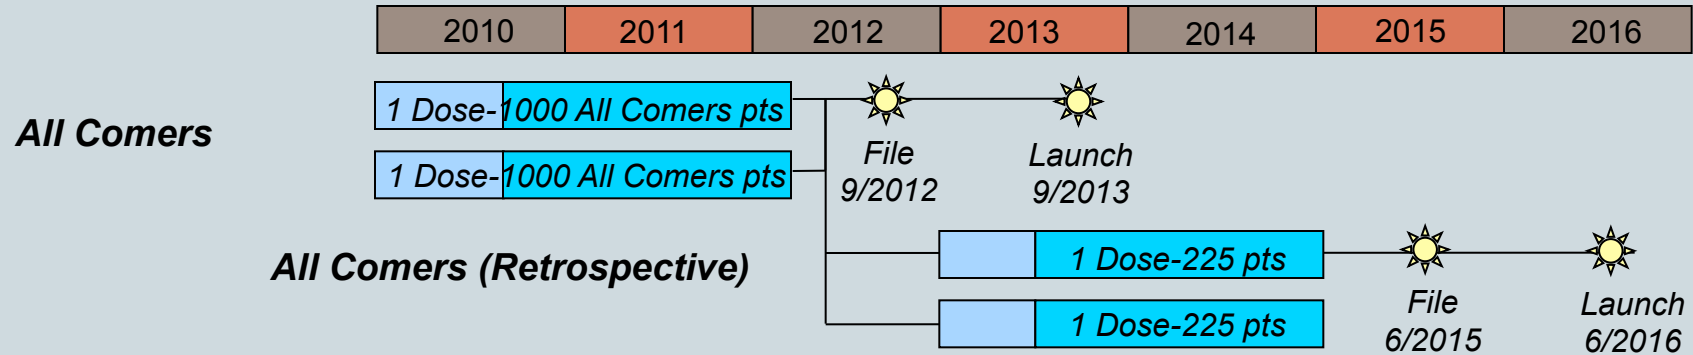 2010 2011 2012 2013 2014 2015 2016
1 Dose-1000 All Comers pts
All Comers
1 Dose-1000 All Comers pts
File
9/2012
Launch
9/2013
All Comers (Retrospective)
1 Dose-225 pts
1 Dose-225 pts
File
6/2015
Launch
6/2016